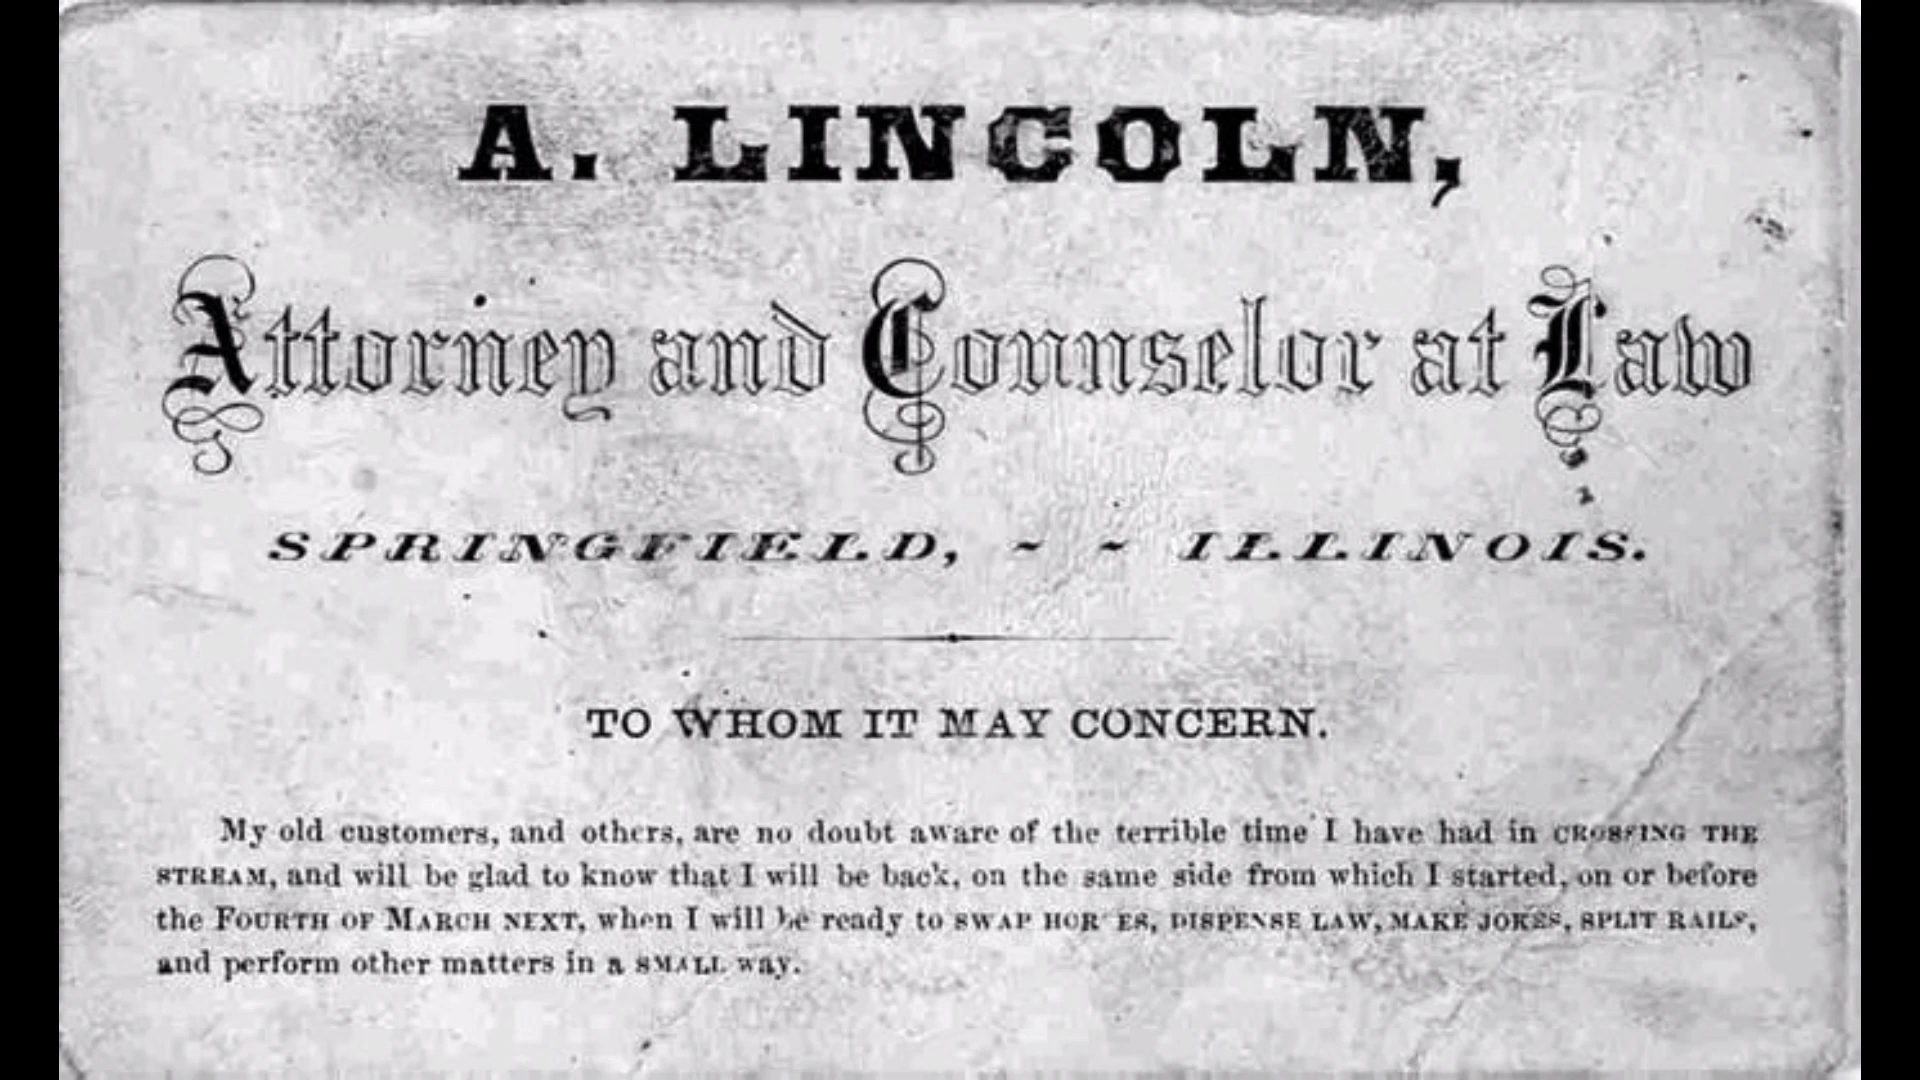 A. LINCOLN,
Attorney and Counselor at Law
SPRINGFIELD, - - ILLINOIS.
TO WHOM IT MAY CONCERN.
My old customers, and others, are no doubt aware of the terrible time I have had in CROSSING THE
STREAM, and will be glad to know that I will be back, on the same side from which I started, on or before
the FOURTH OF MARCH NEXT, when I will be ready to SWAP HORSES, DISPENSE LAW, MAKE JOKES, SPLIT RAILS,
and perform other matters in a SMALL way.